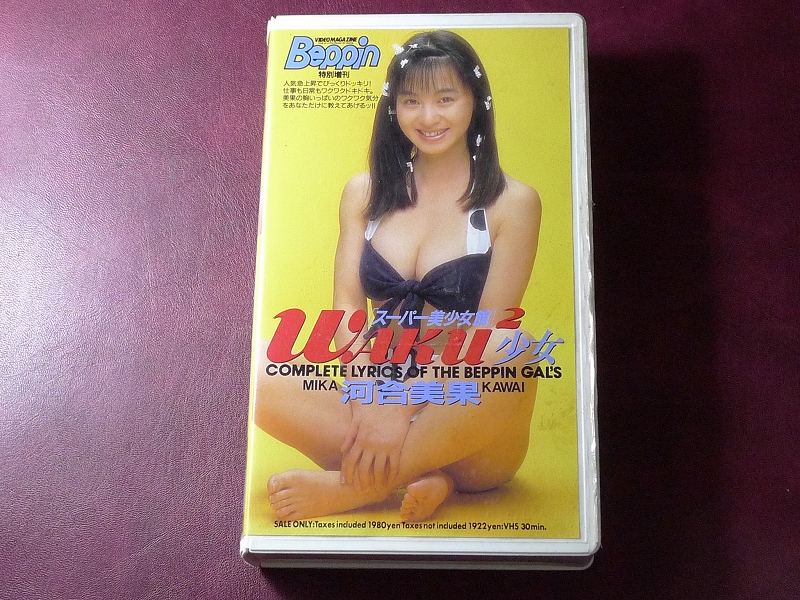 VIDEO MAGAZINE
Beppin
特別増刊
人気急上昇でびっくりドッキリ!
仕事も日常もワクワクドキドキ。
美果の胸いっぱいのワクワク気分
をあなただけに教えてあげるッ!!
スーパー美少女館
WAKU2少女
COMPLETE LYRICS OF THE BEPPIN GAL'S
MIKA 河合美果 KAWAI
SALE ONLY:Taxes included 1980yen Taxes not included 1922yen:VHS 30min.